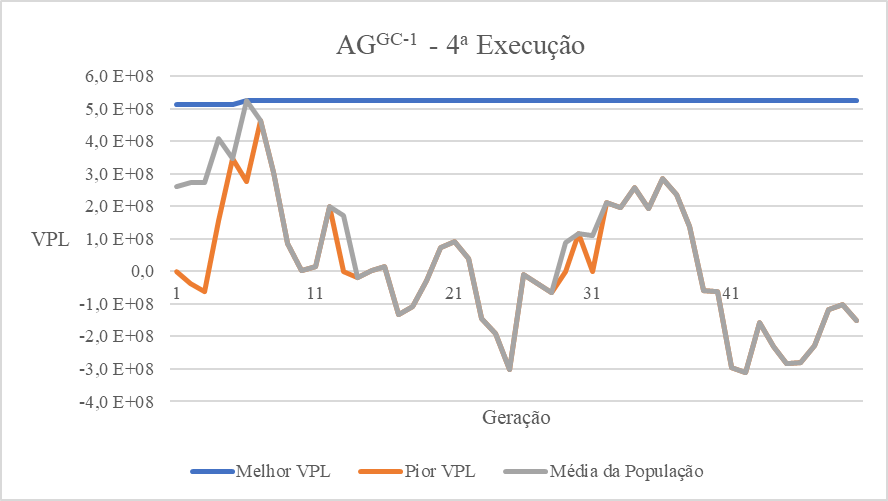 AGGC-1 - 4ª Execução
6,0 E+08
5,0 E+08
4,0 E+08
3,0 E+08
2,0 E+08
1,0 E+08
0,0
-1,0 E+08
-2,0 E+08
-3,0 E+08
-4,0 E+08
VPL
1 11 21 31 41
Geração
Melhor VPL Pior VPL Média da População